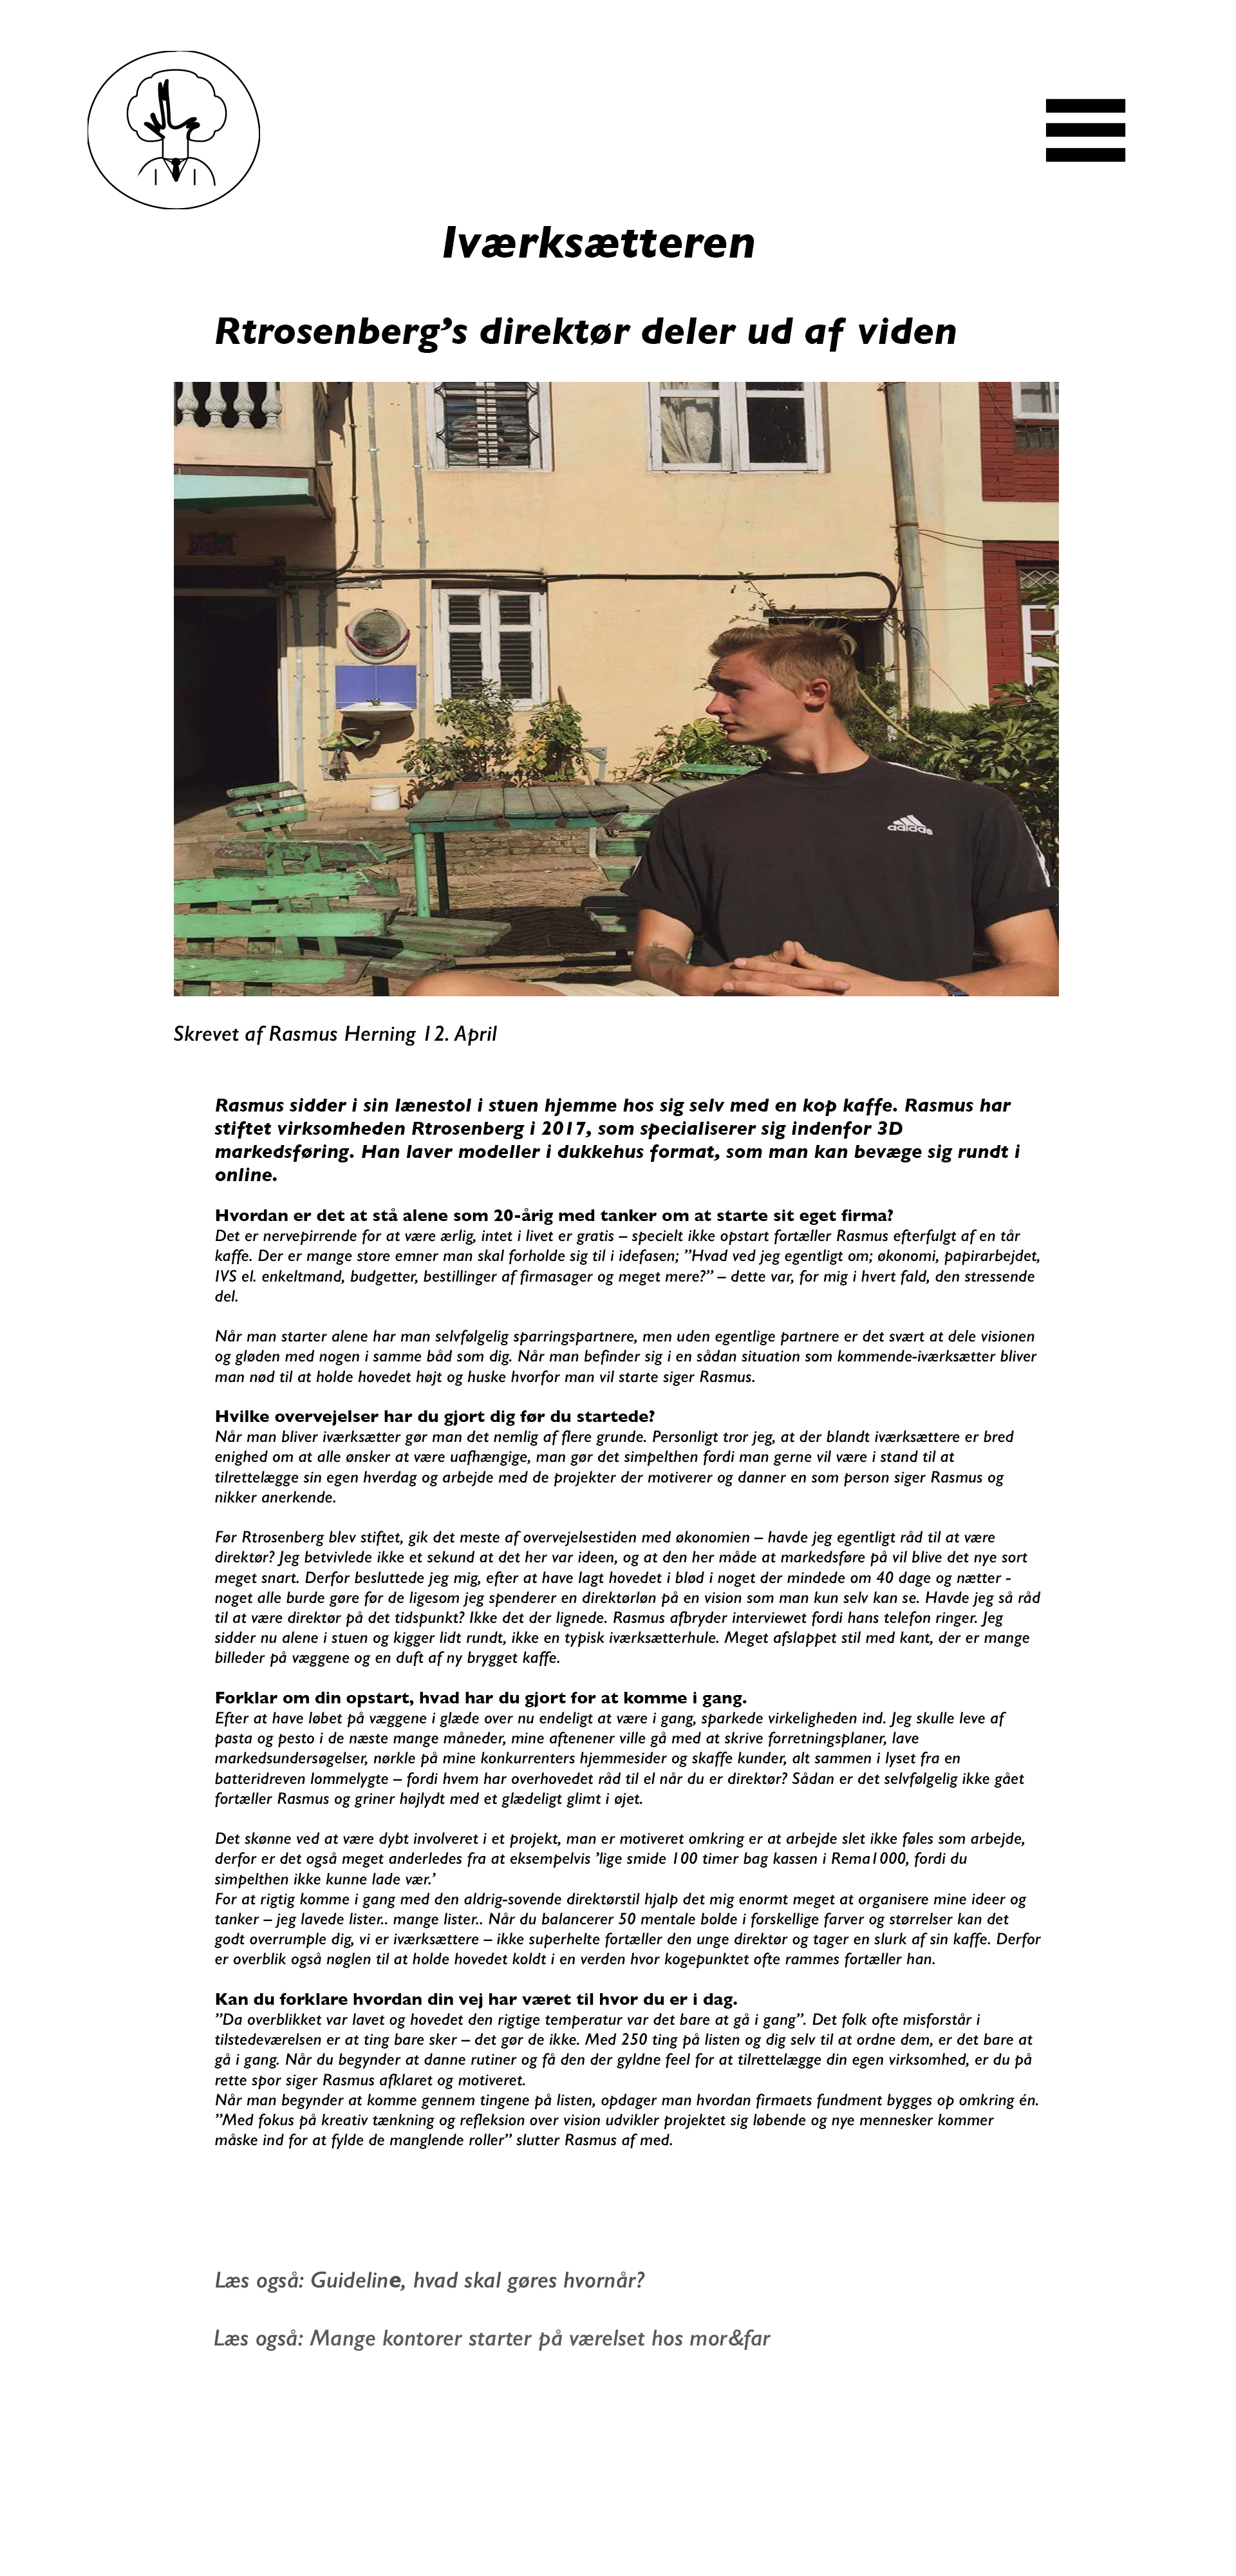 Iværksætteren
Rtrosenberg’s direktør deler ud af viden
adidas
Skrevet af Rasmus Herning 12. April
Rasmus sidder i sin lænestol i stuen hjemme hos sig selv med en kop kaffe. Rasmus har
stiftet virksomheden Rtrosenberg i 2017, som specialiserer sig indenfor 3D
markedsføring. Han laver modeller i dukkehus format, som man kan bevæge sig rundt i
online.
Hvordan er det at stå alene som 20-årig med tanker om at starte sit eget firma?
Det er nervepirrende for at være ærlig, intet i livet er gratis – specielt ikke opstart fortæller Rasmus efterfulgt af en tår
kaffe. Der er mange store emner man skal forholde sig til i idefasen; ”Hvad ved jeg egentligt om; økonomi, papirarbejdet,
IVS el. enkeltmand, budgetter, bestillinger af firmasager og meget mere?” – dette var, for mig i hvert fald, den stressende
del.
Når man starter alene har man selvfølgelig sparringspartnere, men uden egentlige partnere er det svært at dele visionen
og gløden med nogen i samme båd som dig. Når man befinder sig i en sådan situation som kommende-iværksætter bliver
man nød til at holde hovedet højt og huske hvorfor man vil starte siger Rasmus.
Hvilke overvejelser har du gjort dig før du startede?
Når man bliver iværksætter gør man det nemlig af flere grunde. Personligt tror jeg, at der blandt iværksættere er bred
enighed om at alle ønsker at være uafhængige, man gør det simpelthen fordi man gerne vil være i stand til at
tilrettelægge sin egen hverdag og arbejde med de projekter der motiverer og danner en som person siger Rasmus og
nikker anerkende.
Før Rtrosenberg blev stiftet, gik det meste af overvejelsestiden med økonomien – havde jeg egentligt råd til at være
direktør? Jeg betvivlede ikke et sekund at det her var ideen, og at den her måde at markedsføre på vil blive det nye sort
meget snart. Derfor besluttede jeg mig, efter at have lagt hovedet i blød i noget der mindede om 40 dage og nætter -
noget alle burde gøre før de ligesom jeg spenderer en direktørløn på en vision som man kun selv kan se. Havde jeg så råd
til at være direktør på det tidspunkt? Ikke det der lignede. Rasmus afbryder interviewet fordi hans telefon ringer. Jeg
sidder nu alene i stuen og kigger lidt rundt, ikke en typisk iværksætterhule. Meget afslappet stil med kant, der er mange
billeder på væggene og en duft af ny brygget kaffe.
Forklar om din opstart, hvad har du gjort for at komme i gang.
Efter at have løbet på væggene i glæde over nu endeligt at være i gang, sparkede virkeligheden ind. Jeg skulle leve af
pasta og pesto i de næste mange måneder, mine aftenener ville gå med at skrive forretningsplaner, lave
markedsundersøgelser, nørkle på mine konkurrenters hjemmesider og skaffe kunder, alt sammen i lyset fra en
batteridreven lommelygte – fordi hvem har overhovedet råd til el når du er direktør? Sådan er det selvfølgelig ikke gået
fortæller Rasmus og griner højlydt med et glædeligt glimt i øjet.
Det skønne ved at være dybt involveret i et projekt, man er motiveret omkring er at arbejde slet ikke føles som arbejde,
derfor er det også meget anderledes fra at eksempelvis ’lige smide 100 timer bag kassen i Rema1000, fordi du
simpelthen ikke kunne lade vær.’
For at rigtig komme i gang med den aldrig-sovende direktørstil hjalp det mig enormt meget at organisere mine ideer og
tanker – jeg lavede lister.. mange lister.. Når du balancerer 50 mentale bolde i forskellige farver og størrelser kan det
godt overrumple dig, vi er iværksættere – ikke superhelte fortæller den unge direktør og tager en slurk af sin kaffe. Derfor
er overblik også nøglen til at holde hovedet koldt i en verden hvor kogepunktet ofte rammes fortæller han.
Kan du forklare hvordan din vej har været til hvor du er i dag.
”Da overblikket var lavet og hovedet den rigtige temperatur var det bare at gå i gang”. Det folk ofte misforstår i
tilstedeværelsen er at ting bare sker – det gør de ikke. Med 250 ting på listen og dig selv til at ordne dem, er det bare at
gå i gang. Når du begynder at danne rutiner og få den der gyldne feel for at tilrettelægge din egen virksomhed, er du på
rette spor siger Rasmus afklaret og motiveret.
Når man begynder at komme gennem tingene på listen, opdager man hvordan firmaets fundment bygges op omkring én.
”Med fokus på kreativ tænkning og refleksion over vision udvikler projektet sig løbende og nye mennesker kommer
måske ind for at fylde de manglende roller” slutter Rasmus af med.
Læs også: Guideline, hvad skal gøres hvornår?
Læs også: Mange kontorer starter på værelset hos mor&far